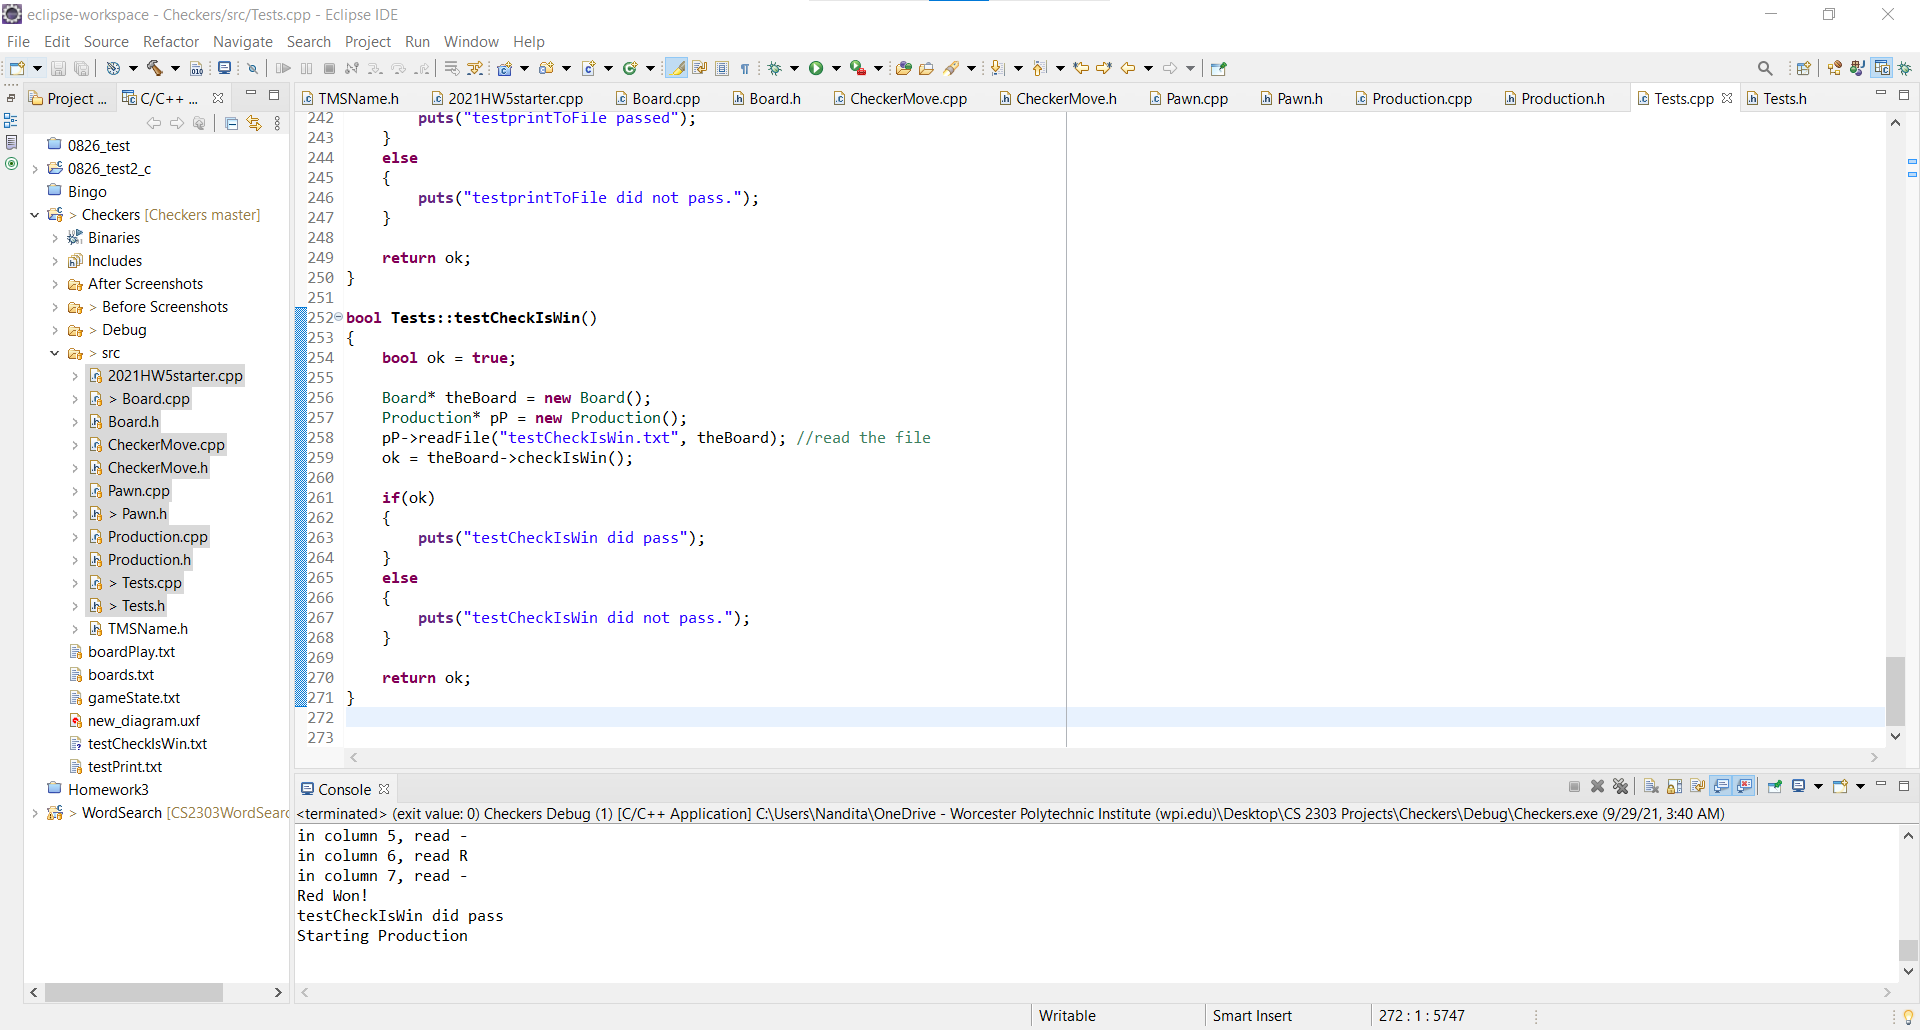 eclipse-workspace - Checkers/src/Tests.cpp - Eclipse IDE
File Edit Source Refactor Navigate Search Project Run Window Help
Project ... C/C++ ...
TMSName.h 2021HW5starter.cpp Board.cpp Board.h CheckerMove.cpp CheckerMove.h Pawn.cpp Pawn.h Production.cpp Production.h Tests.cpp Tests.h
0826_test
0826_test2_c
Bingo
> Checkers [Checkers master]
Binaries
Includes
After Screenshots
> Before Screenshots
> Debug
> src
2021HW5starter.cpp
> Board.cpp
Board.h
CheckerMove.cpp
CheckerMove.h
Pawn.cpp
> Pawn.h
Production.cpp
Production.h
> Tests.cpp
> Tests.h
TMSName.h
boardPlay.txt
boards.txt
gameState.txt
new_diagram.uxf
testCheckIsWin.txt
testPrint.txt
Homework3
> WordSearch [CS2303WordSearc
242 puts("testprintToFile passed");
243 }
244 else
245 {
246 puts("testprintToFile did not pass.");
247 }
248
249 return ok;
250 }
251
252 bool Tests::testCheckIsWin()
253 {
254 bool ok = true;
255
256 Board* theBoard = new Board();
257 Production* pP = new Production();
258 pP->readFile("testCheckIsWin.txt", theBoard); //read the file
259 ok = theBoard->checkIsWin();
260
261 if(ok)
262 {
263 puts("testCheckIsWin did pass");
264 }
265 else
266 {
267 puts("testCheckIsWin did not pass.");
268 }
269
270 return ok;
271 }
272
273
Console
<terminated> (exit value: 0) Checkers Debug (1) [C/C++ Application] C:\Users\Nandita\OneDrive - Worcester Polytechnic Institute (wpi.edu)\Desktop\CS 2303 Projects\Checkers\Debug\Checkers.exe (9/29/21, 3:40 AM)
in column 5, read -
in column 6, read R
in column 7, read -
Red Won!
testCheckIsWin did pass
Starting Production
Writable Smart Insert 272 : 1 : 5747